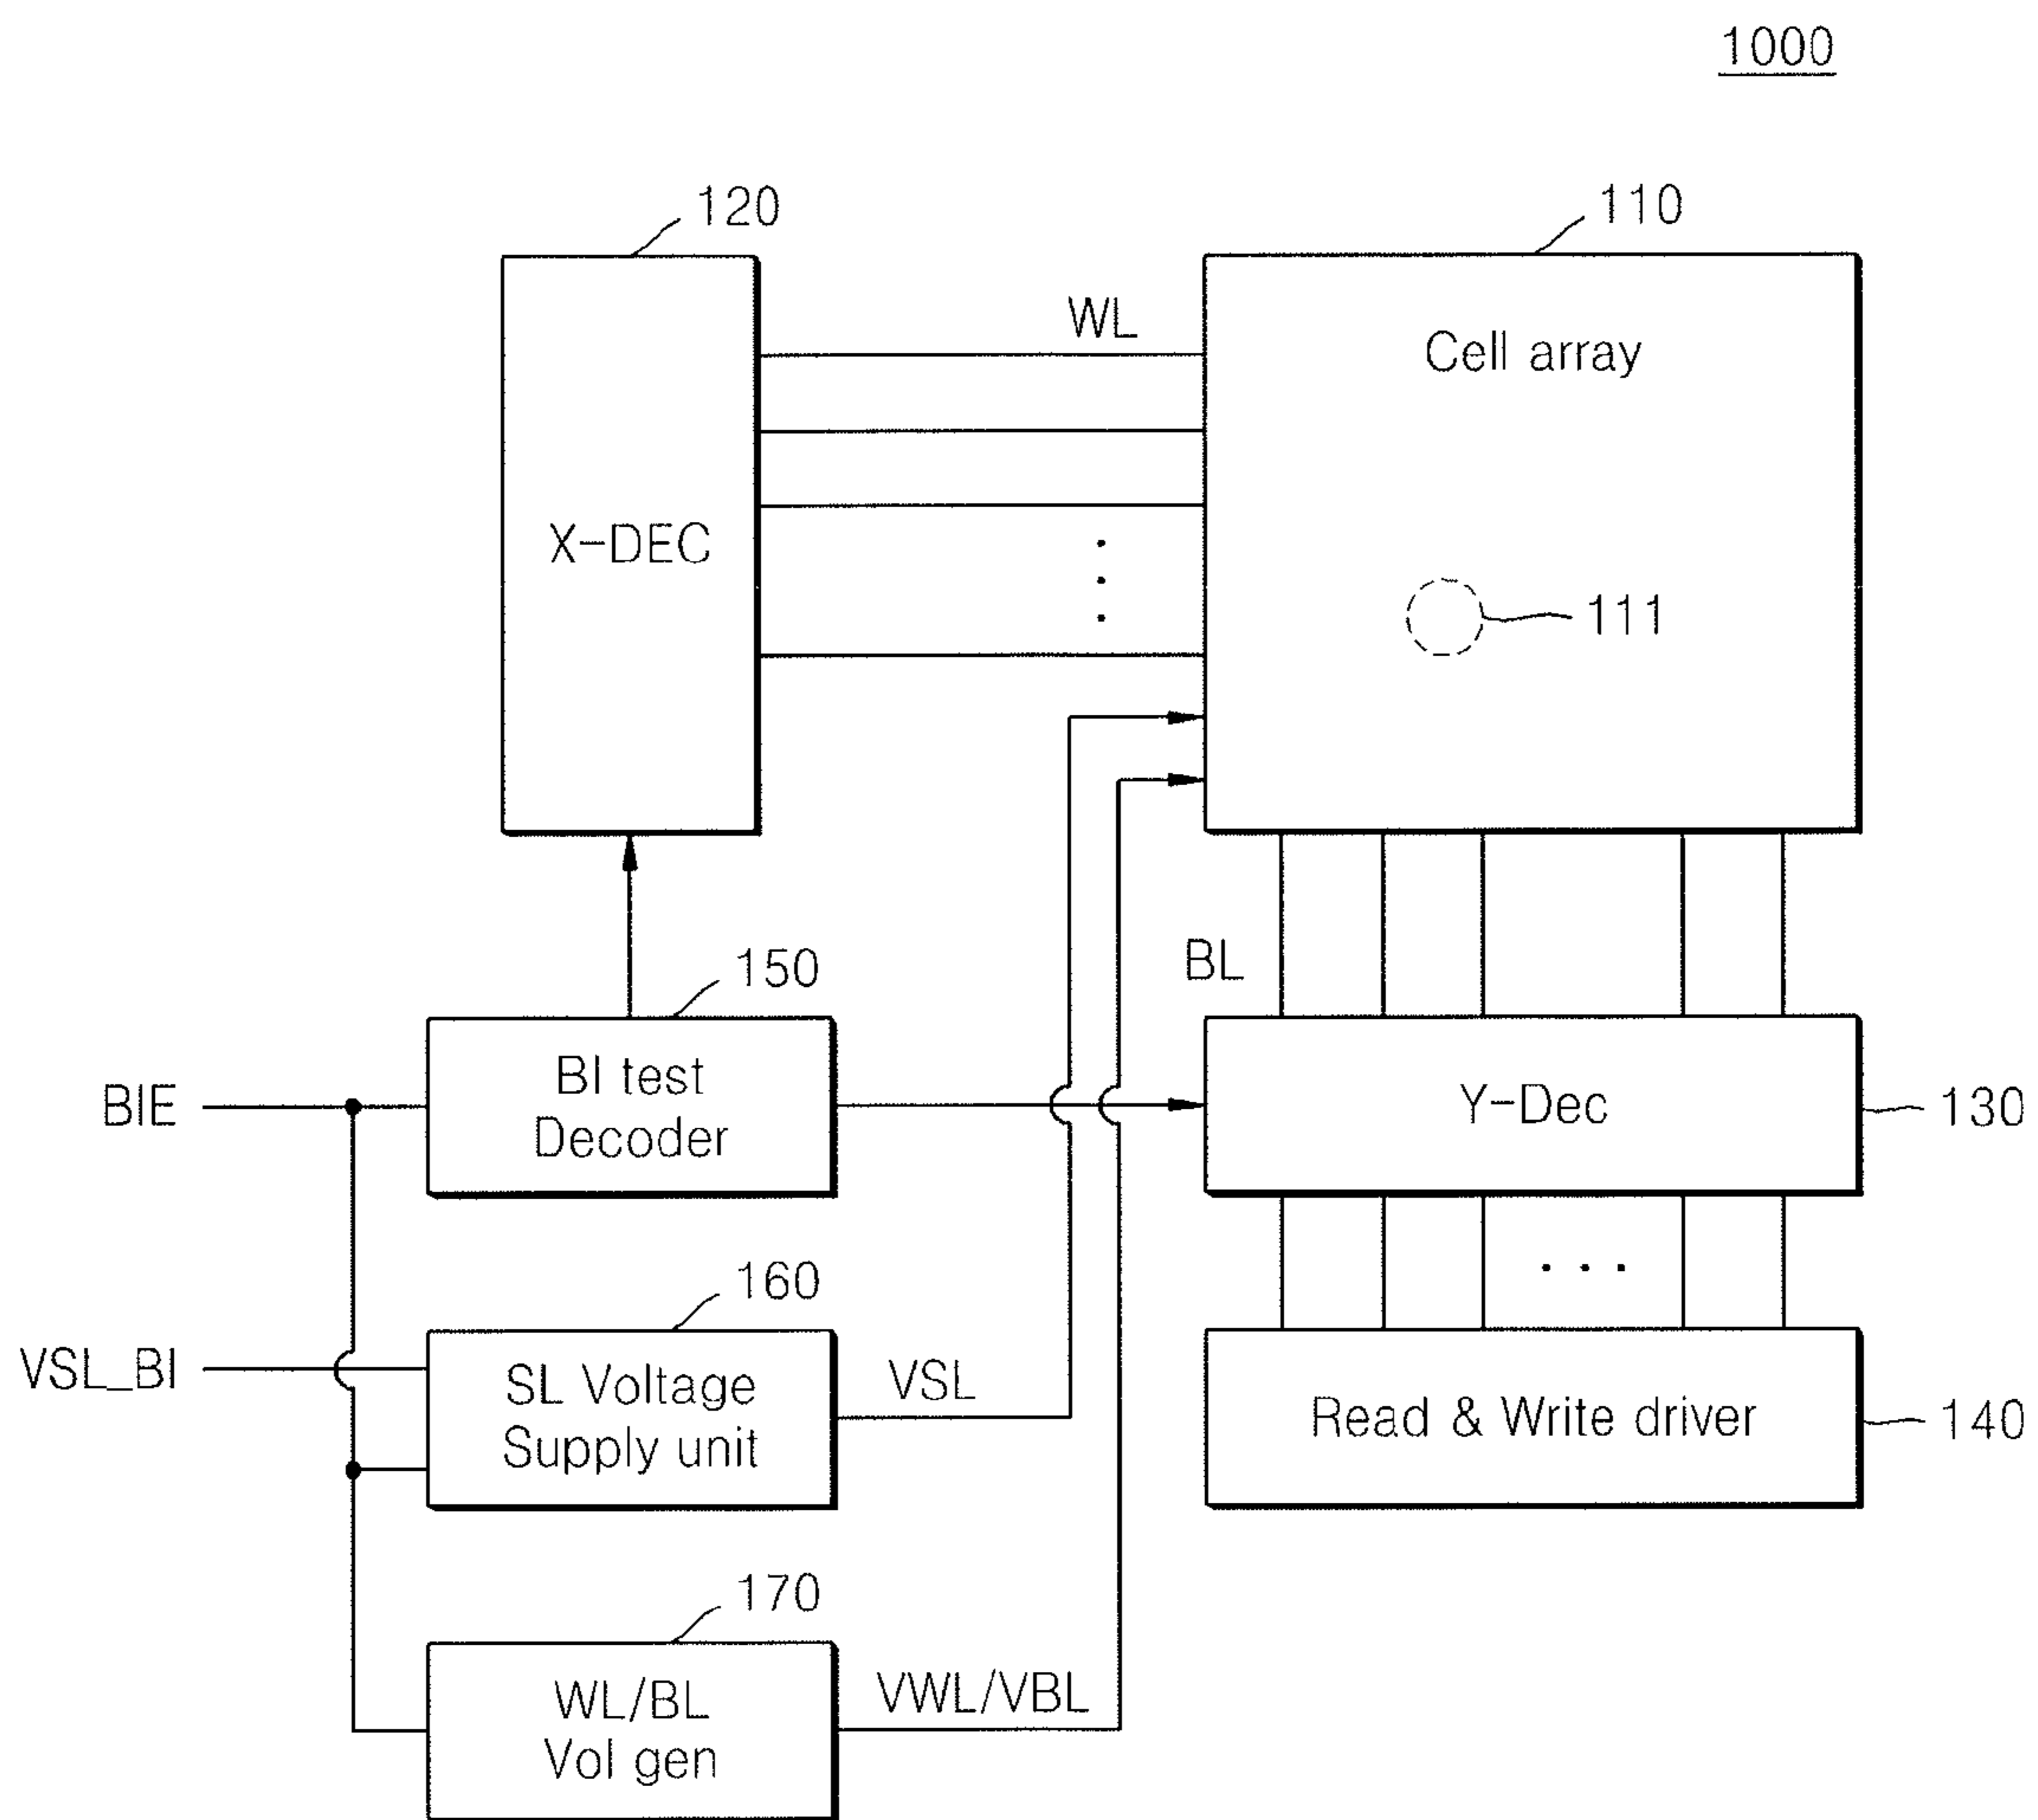 1000
120
110
WL
Cell array
X-DEC
111
150
BL
BIE
BI test
Decoder
Y-Dec
130
160
VSL_BI
SL Voltage
Supply unit
VSL
Read & Write driver
140
170
WL/BL
Vol gen
VWL/VBL